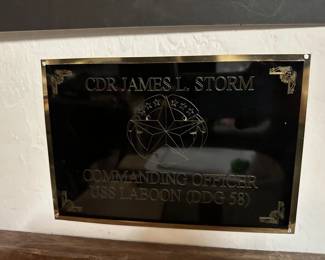 CDR JAMES L. STORM
COMMANDING OFFICER
USS LABOON (DDG 58)